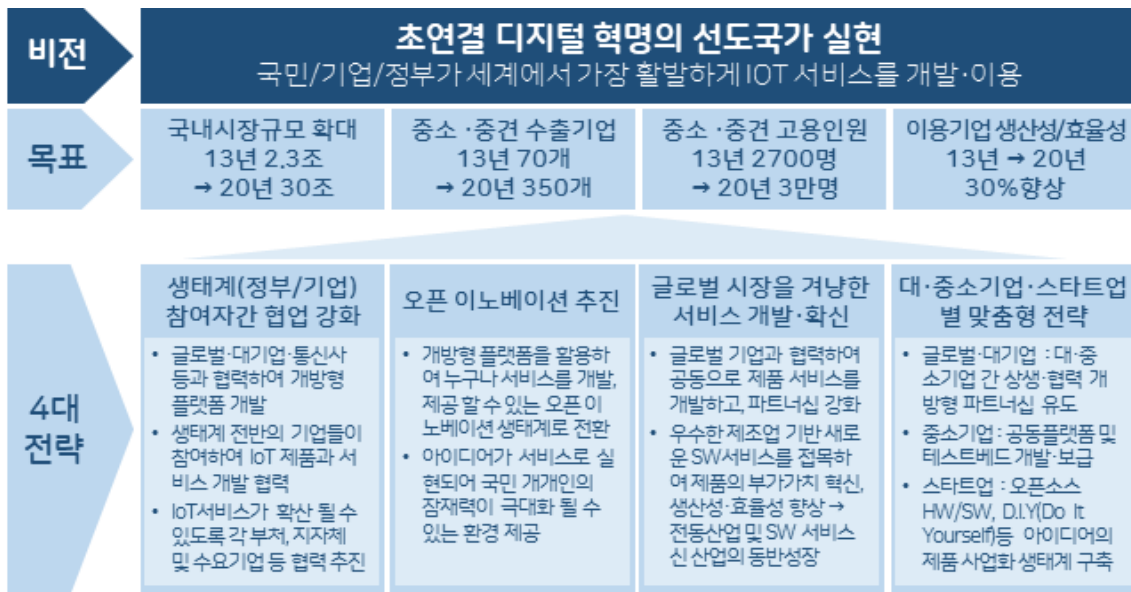 비전
초연결 디지털 혁명의 선도국가 실현
국민/기업/정부가 세계에서 가장 활발하게 IOT 서비스를 개발·이용
목표
국내시장규모 확대
13년 2.3조
→ 20년 30조
중소 ·중견 수출기업
13년 70개
→ 20년 350개
중소 ·중견 고용인원
13년 2700명
→ 20년 3만명
이용기업 생산성/효율성
13년 → 20년
30%향상
4대
전략
생태계(정부/기업)
참여자간 협업 강화
• 글로벌·대기업·통신사
등과 협력하여 개방형
플랫폼 개발
• 생태계 전반의 기업들이
참여하여 IoT 제품과 서
비스 개발 협력
• IoT서비스가 확산 될 수
있도록 각 부처, 지자체
및 수요기업 등 협력 추진
오픈 이노베이션 추진
• 개방형 플랫폼을 활용하
여 누구나 서비스를 개발,
제공 할 수 있는 오픈 이
노베이션 생태계로 전환
• 아이디어가 서비스로 실
현되어 국민 개개인의
잠재력이 극대화 될 수
있는 환경 제공
글로벌 시장을 겨냥한
서비스 개발·확신
• 글로벌 기업과 협력하여
공동으로 제품 서비스를
개발하고, 파트너십 강화
• 우수한 제조업 기반 새로
운 SW서비스를 접목하
여 제품의 부가가치 혁신,
생산성·효율성 향상 →
전동산업 및 SW 서비스
신 산업의 동반성장
대·중소기업·스타트업
별 맞춤형 전략
• 글로벌·대기업 : 대·중
소기업 간 상생·협력 개
방형 파트너십 유도
• 중소기업 : 공동플랫폼 및
테스트베드 개발·보급
• 스타트업 : 오픈소스
HW/SW, D.I.Y(Do It
Yourself)등 아이디어의
제품 사업화 생태계 구축